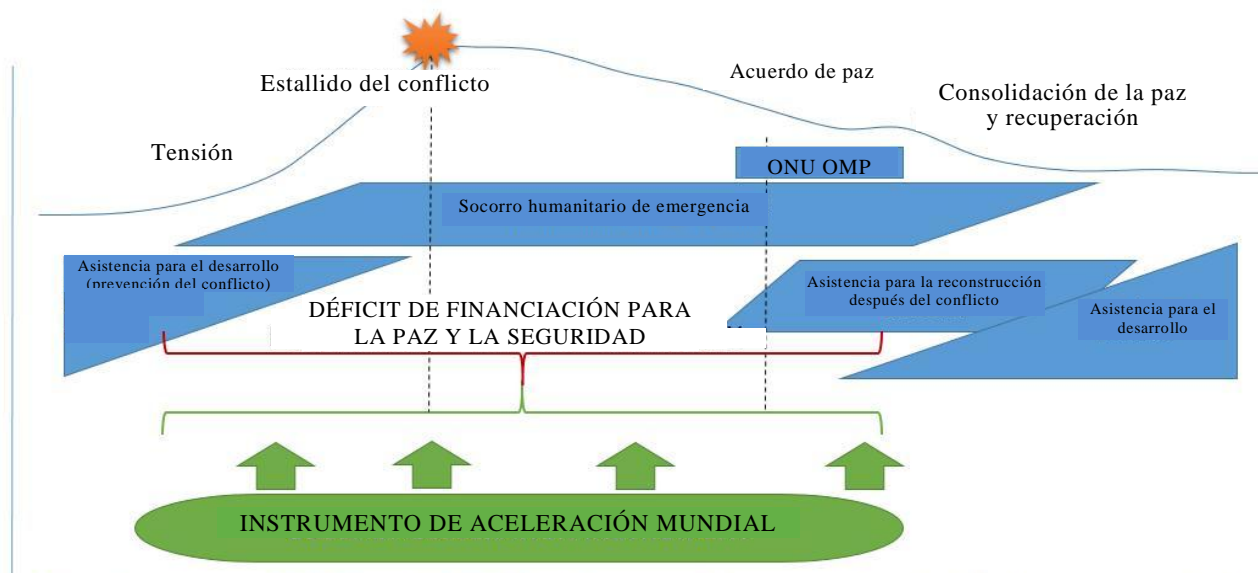 Estallido del conflicto
Acuerdo de paz
Consolidación de la paz
y recuperación
Tensión
ONU OMP
Socorro humanitario de emergencia
Asistencia para el desarrollo
(prevención del conflicto)
Asistencia para la reconstrucción
después del conflicto
DÉFICIT DE FINANCIACIÓN PARA
LA PAZ Y LA SEGURIDAD
Asistencia para el
desarrollo
INSTRUMENTO DE ACELERACIÓN MUNDIAL